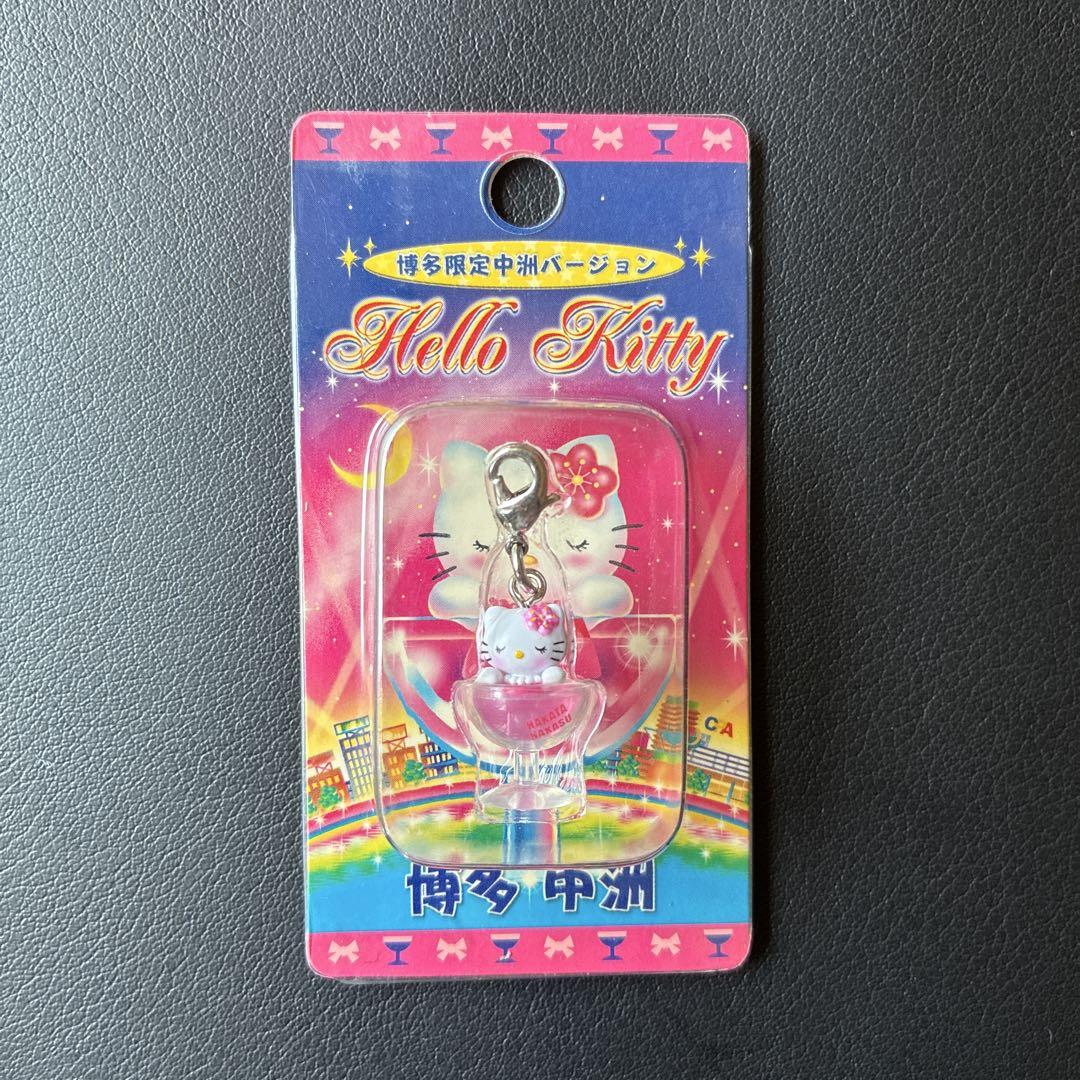 博多限定中洲バージョン
Hello Kitty
HAKATA
NAKASU
CA
博多 中洲